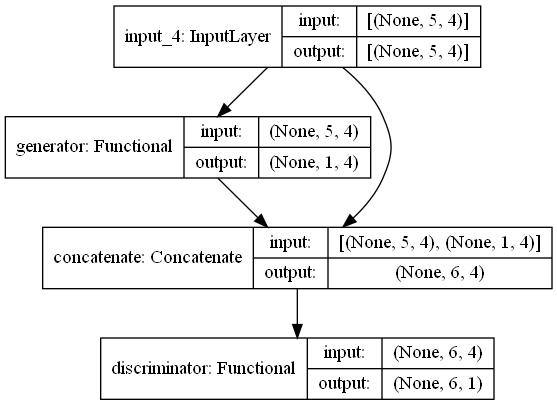 input_4: InputLayer input: [(None, 5, 4)]
output: [(None, 5, 4)]
generator: Functional input: (None, 5, 4)
output: (None, 1, 4)
concatenate: Concatenate input: [(None, 5, 4), (None, 1, 4)]
output: (None, 6, 4)
discriminator: Functional input: (None, 6, 4)
output: (None, 6, 1)